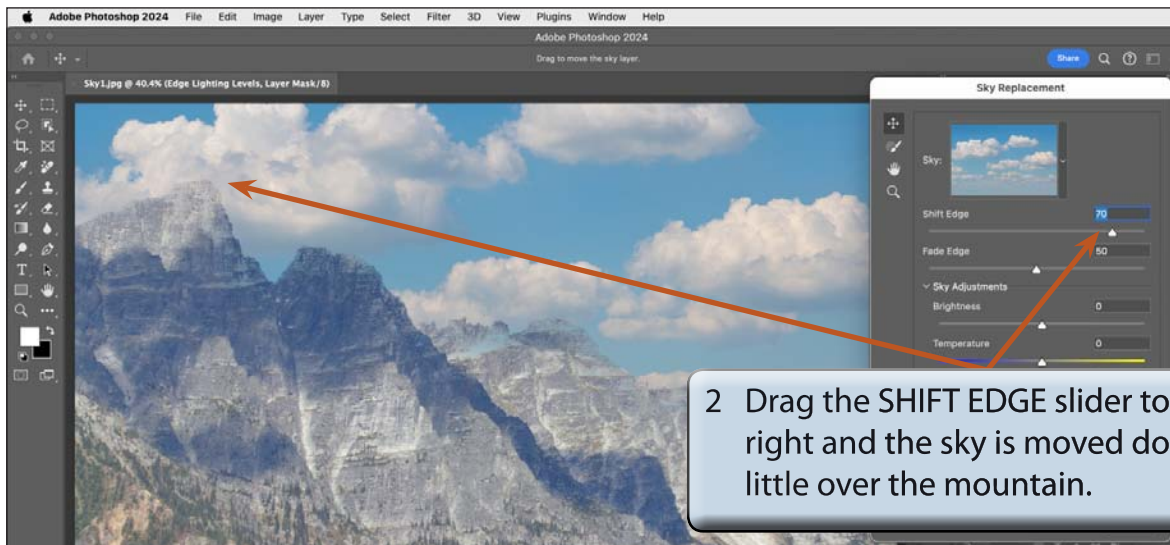 Adobe Photoshop 2024 File Edit Image Layer Type Select Filter 3D View Plugins Window Help
Adobe Photoshop 2024
Drag to move the sky layer.
Share
Sky1.jpg @ 40.4% (Edge Lighting Levels, Layer Mask/8)
Sky Replacement
Sky:
Shift Edge 70
Fade Edge 50
Sky Adjustments
Brightness 0
Temperature 0
2 Drag the SHIFT EDGE slider to
right and the sky is moved do
little over the mountain.